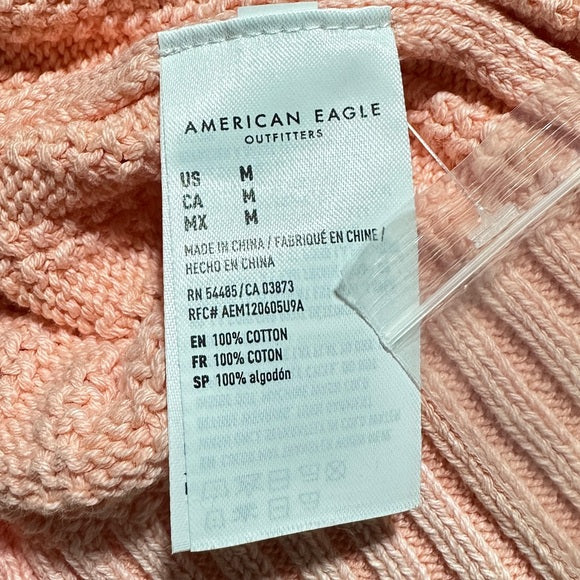 AMERICAN EAGLE
OUTFITTERS
US M
CA M
MX M
MADE IN CHINA / FABRIQUÉ EN CHINE /
HECHO EN CHINA
RN 54485/CA 03873
RFC# AEM120605U9A
EN 100% COTTON
FR 100% COTON
SP 100% algodón